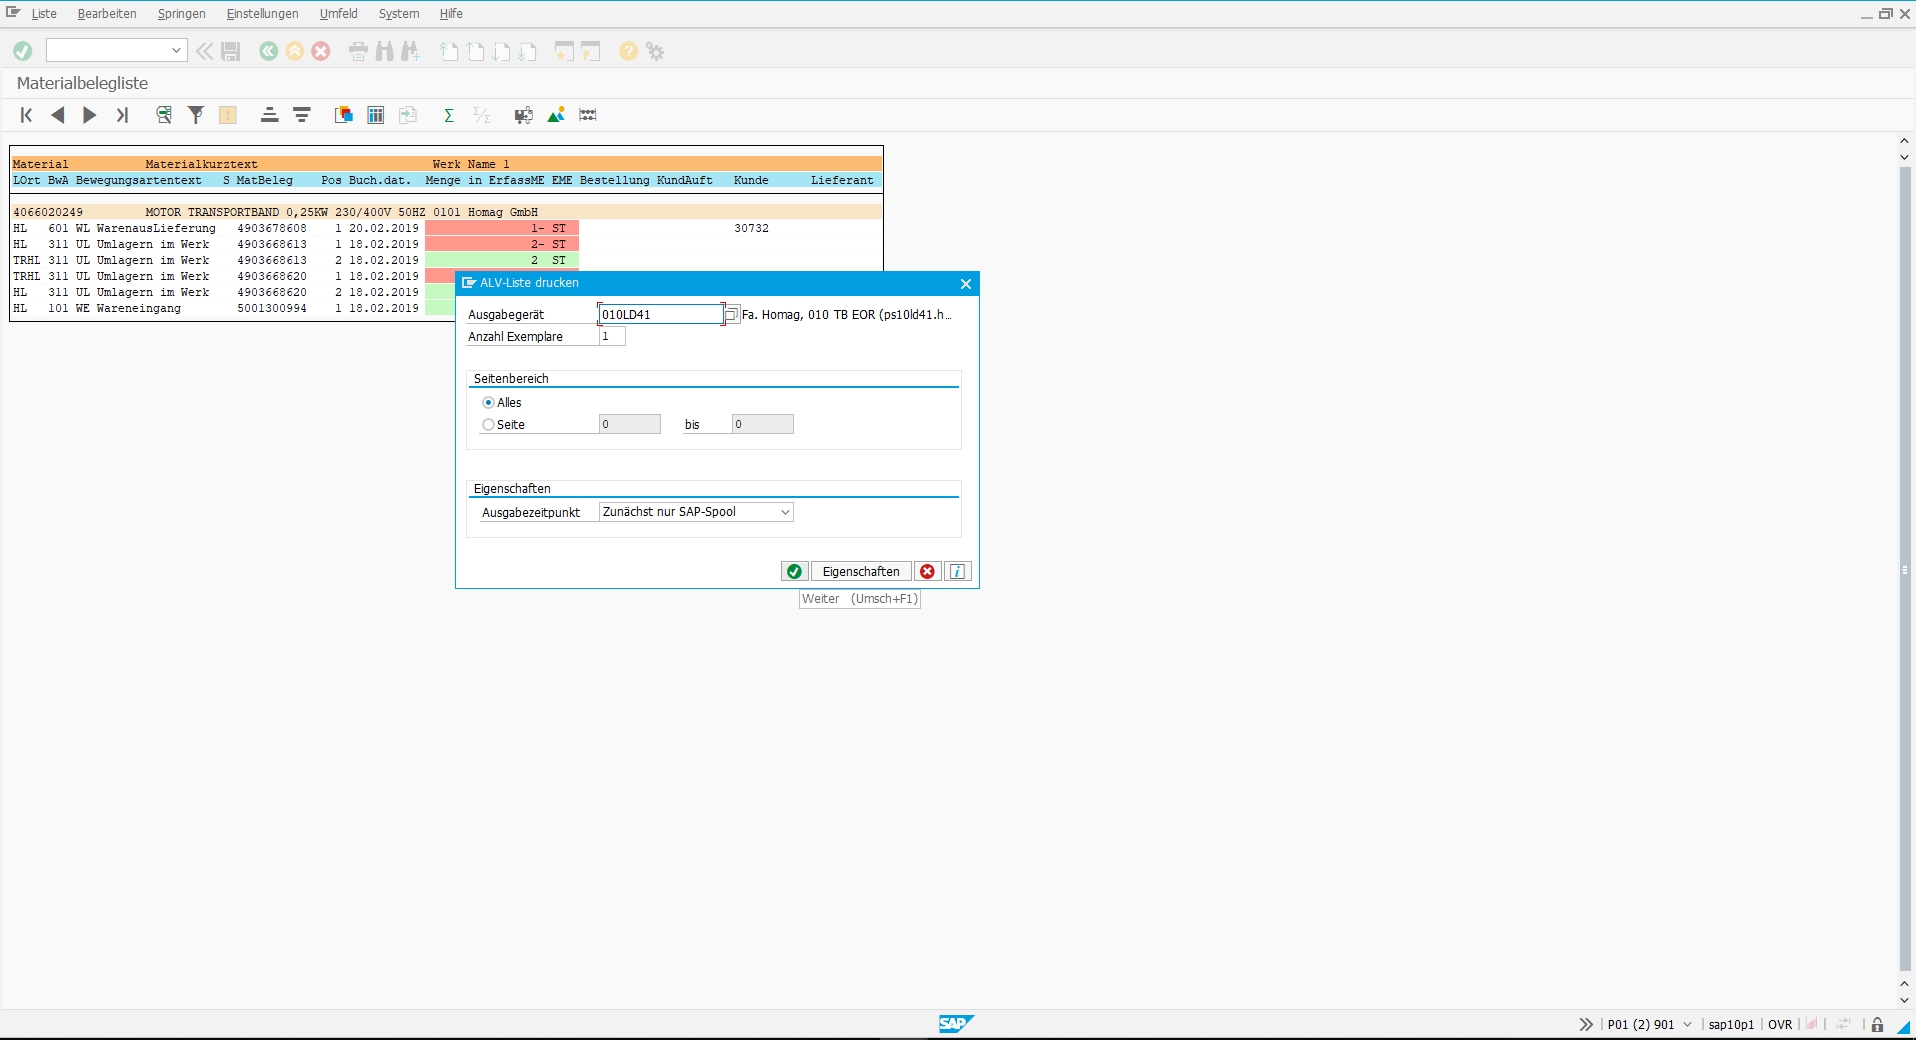 Liste Bearbeiten Springen Einstellungen Umfeld System Hilfe
Materialbelegliste
Material Materialkurztext Werk Name 1
LOrt BwA Bewegungsartentext S MatBeleg Pos Buch.dat. Menge in ErfassME EME Bestellung KundAuft Kunde Lieferant
4066020249 MOTOR TRANSPORTBAND 0,25KW 230/400V 50HZ 0101 Homag GmbH
HL 601 WL WarenausLieferung 4903678608 1 20.02.2019 1- ST 30732
HL 311 UL Umlagern im Werk 4903668613 1 18.02.2019 2- ST
TRHL 311 UL Umlagern im Werk 4903668613 2 18.02.2019 2 ST
TRHL 311 UL Umlagern im Werk 4903668620 1 18.02.2019
HL 311 UL Umlagern im Werk 4903668620 2 18.02.2019
HL 101 WE Wareneingang 5001300994 1 18.02.2019
ALV-Liste drucken
Ausgabegerät 010LD41 Fa. Homag, 010 TB EOR (ps10ld41.h...
Anzahl Exemplare 1
Seitenbereich
Alles
Seite 0 bis 0
Eigenschaften
Ausgabezeitpunkt Zunächst nur SAP-Spool
Eigenschaften
Weiter (Umsch+F1)
SAP P01 (2) 901 sap10p1 OVR